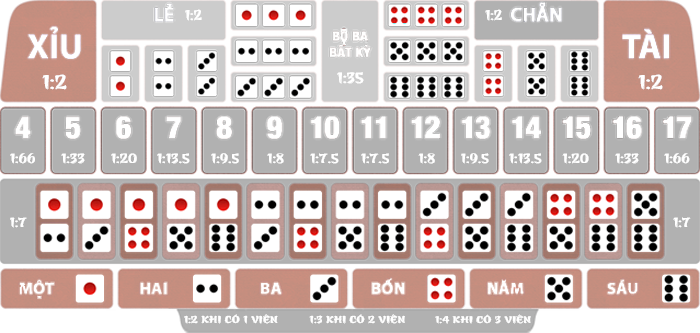 XỈU
1:2
LẺ 1:2
BỘ BA
BẤT KỲ
1:35
1:2 CHẴN
TÀI
1:2
4 5 6 7 8 9 10 11 12 13 14 15 16 17
1:66 1:33 1:20 1:13.5 1:9.5 1:8 1:7.5 1:7.5 1:8 1:9.5 1:13.5 1:20 1:33 1:66
1:7 1:7
MỘT HAI BA BỐN NĂM SÁU
1:2 KHI CÓ 1 VIÊN 1:3 KHI CÓ 2 VIÊN 1:4 KHI CÓ 3 VIÊN